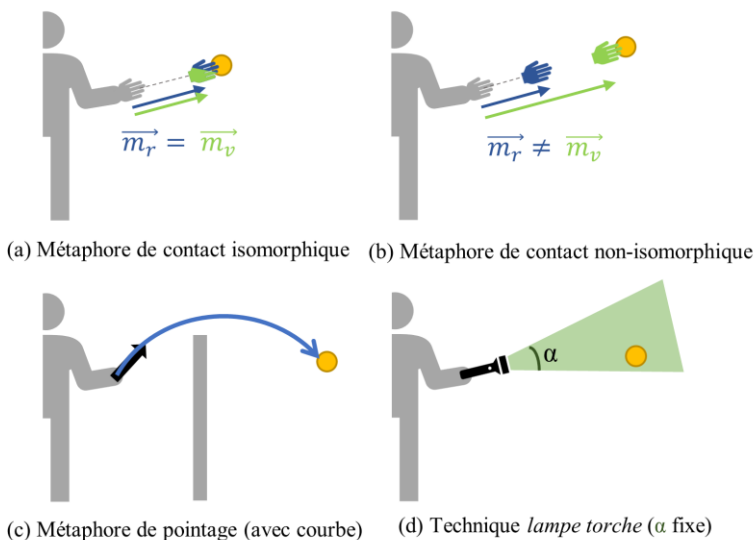 m_r = m_v
m_r ≠ m_v
(a) Métaphore de contact isomorphique
(b) Métaphore de contact non-isomorphique
α
(c) Métaphore de pointage (avec courbe)
(d) Technique lampe torche (α fixe)